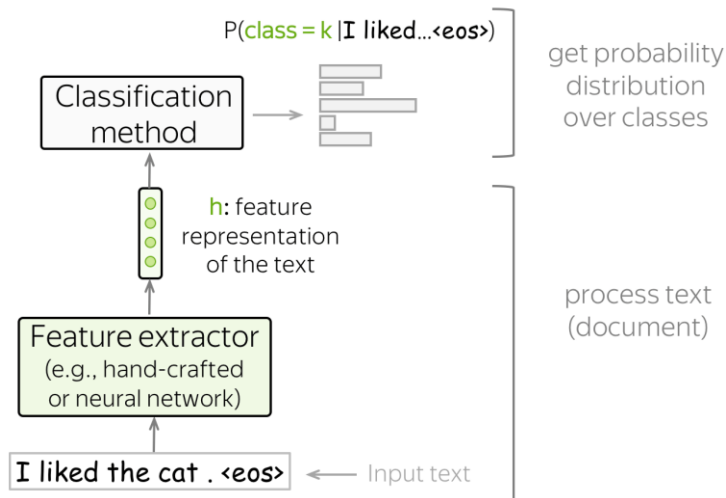 P(class = k |I liked...<eos>)
get probability
distribution
over classes
Classification
method
h: feature
representation
of the text
process text
(document)
Feature extractor
(e.g., hand-crafted
or neural network)
I liked the cat . <eos>
Input text